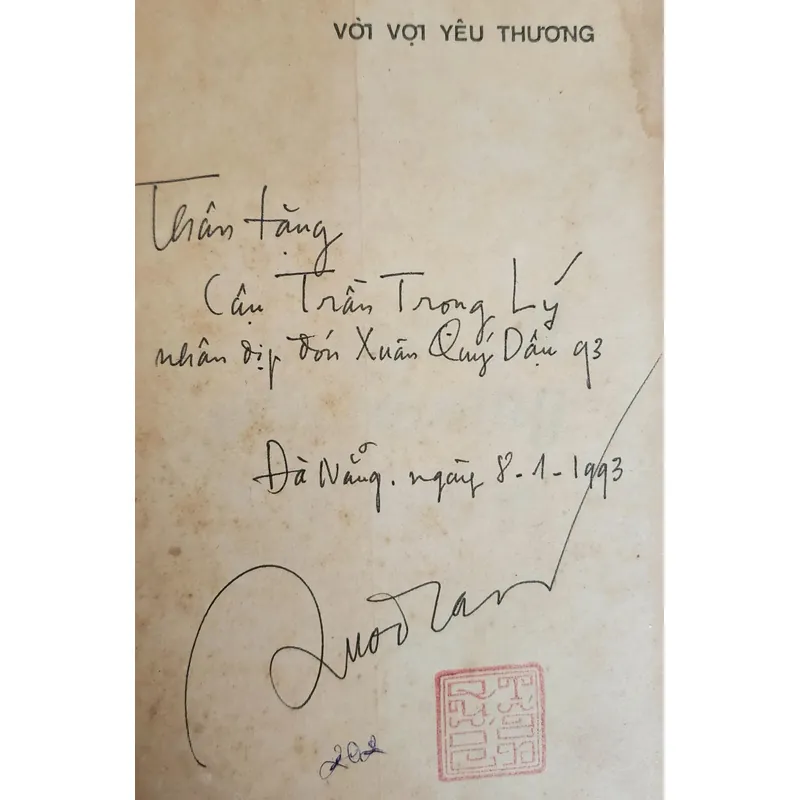 VỜI VỢI YÊU THƯƠNG
Thân tặng
Cậu Trần Trọng Lý
nhân dịp đón Xuân Quý Dậu 93
Đà Nẵng. ngày 8-1-1993
202